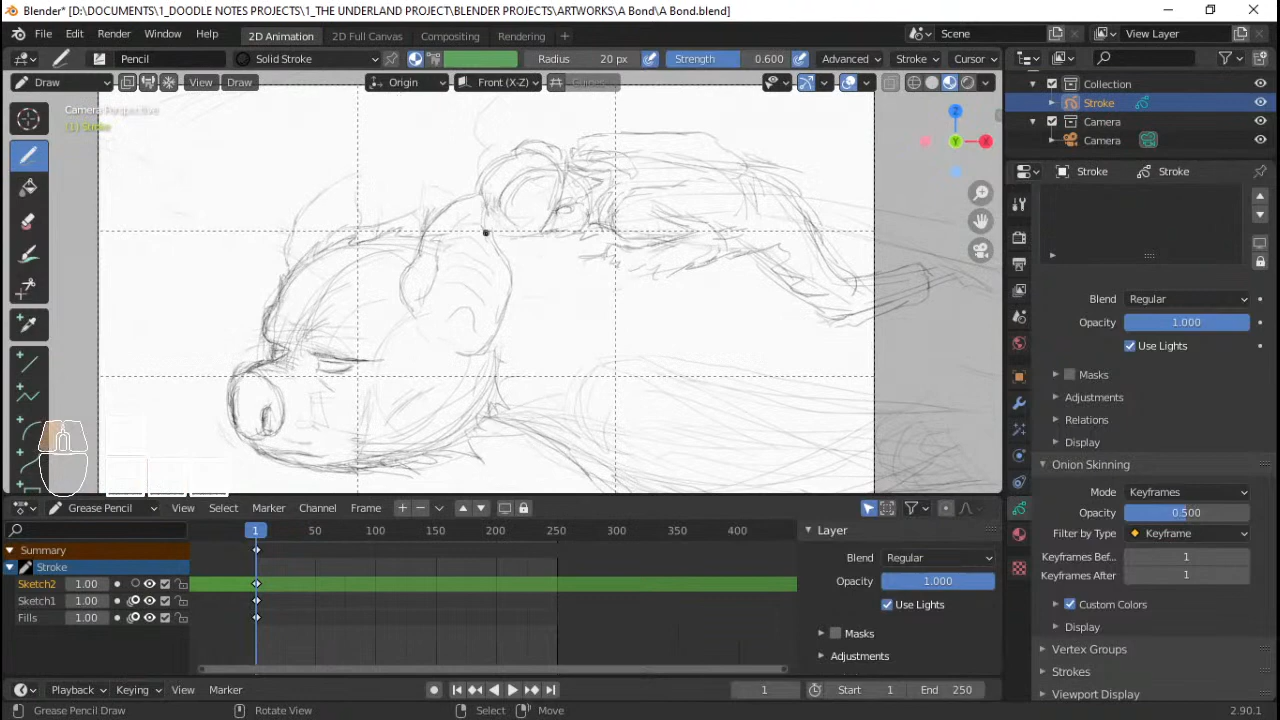 Blender* [D:\DOCUMENTS\1_DOODLE NOTES PROJECTS\1_THE UNDERLAND PROJECT\BLENDER PROJECTS\ARTWORKS\A Bond\A Bond.blend]
File Edit Render Window Help 2D Animation 2D Full Canvas Compositing Rendering Scene View Layer
Pencil Solid Stroke Radius 20 px Strength 0.600 Advanced Stroke Cursor
Draw View Draw Origin Front (X-Z)
Camera Perspective
(1) Stroke
Z
Y
X
Collection
Stroke
Camera
Camera
Stroke Stroke
Blend Regular
Opacity 1.000
Use Lights
Masks
Adjustments
Relations
Display
Onion Skinning
Mode Keyframes
Opacity 0.500
Filter by Type Keyframe
Keyframes Bef... 1
Keyframes After 1
Custom Colors
Display
Vertex Groups
Strokes
Viewport Display
Grease Pencil View Select Marker Channel Frame
1 50 100 150 200 250 300 350 400
Summary
Stroke
Sketch2 1.00
Sketch1 1.00
Fills 1.00
Layer
Blend Regular
Opacity 1.000
Use Lights
Masks
Adjustments
Playback Keying View Marker 1 Start 1 End 250
Grease Pencil Draw Rotate View Select Move 2.90.1